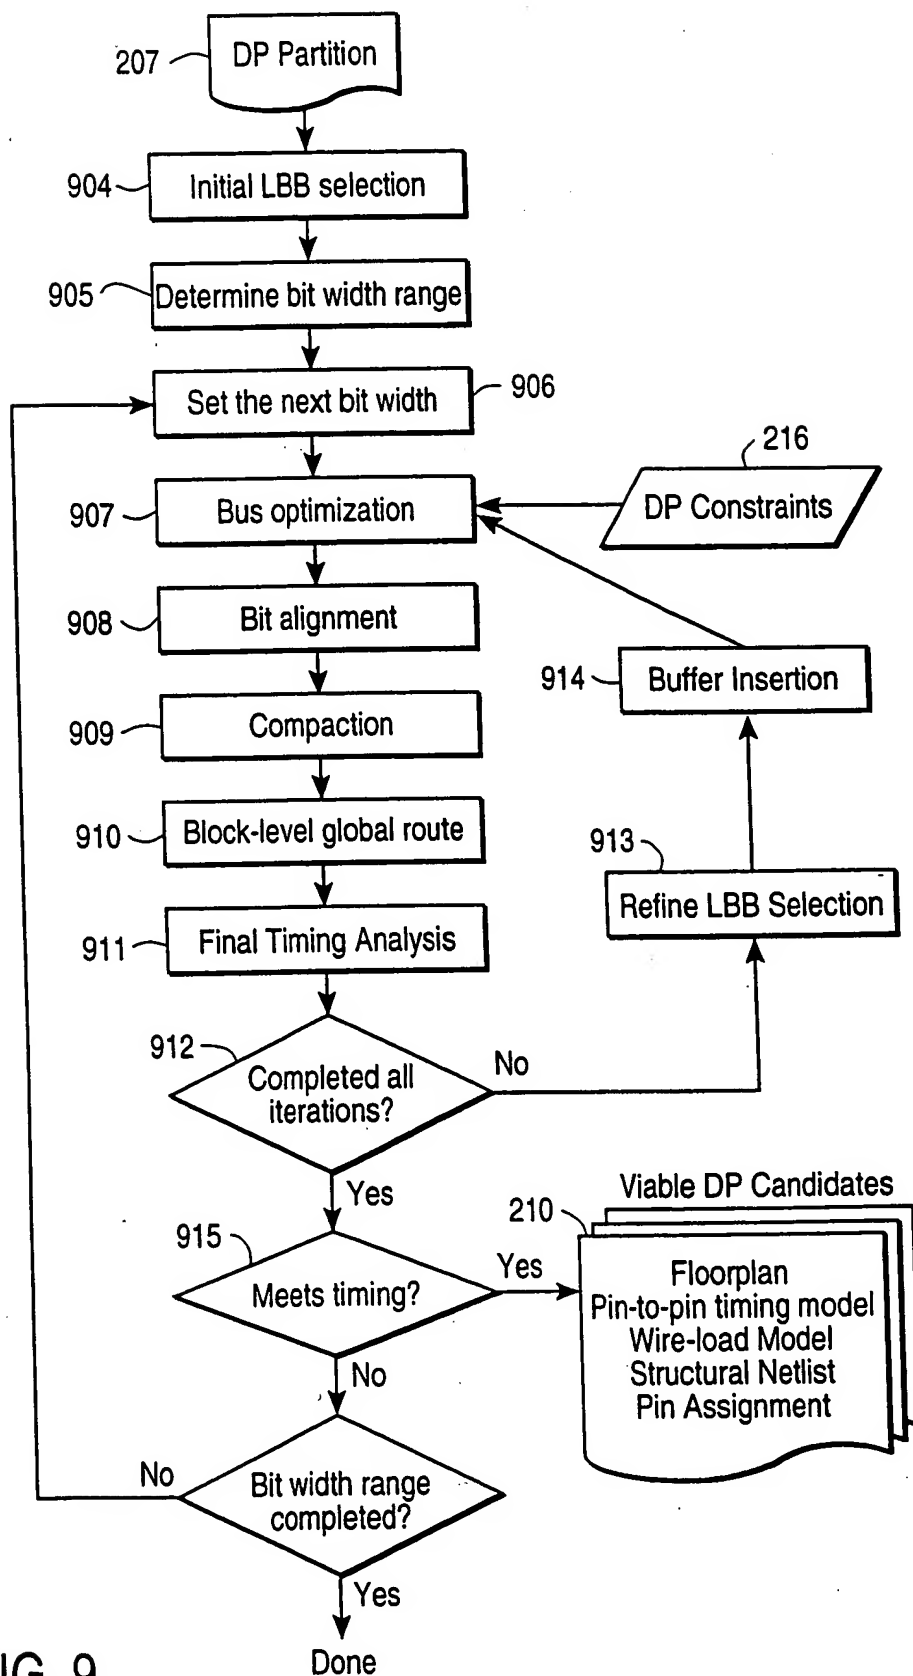 207
DP Partition
904
Initial LBB selection
905
Determine bit width range
Set the next bit width
906
216
907
Bus optimization
DP Constraints
908
Bit alignment
914
Buffer Insertion
909
Compaction
910
Block-level global route
913
Refine LBB Selection
911
Final Timing Analysis
912
No
Completed all
iterations?
Yes
Viable DP Candidates
210
915
Yes
Meets timing?
Floorplan
Pin-to-pin timing model
Wire-load Model
Structural Netlist
Pin Assignment
No
No
Bit width range
completed?
Yes
Done
9